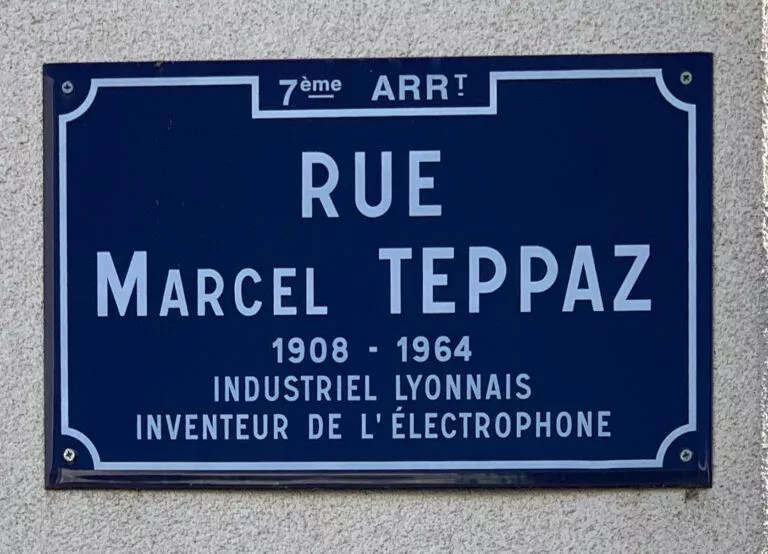 7ème ARRT
RUE
MARCEL TEPPAZ
1908 - 1964
INDUSTRIEL LYONNAIS
INVENTEUR DE L'ÉLECTROPHONE